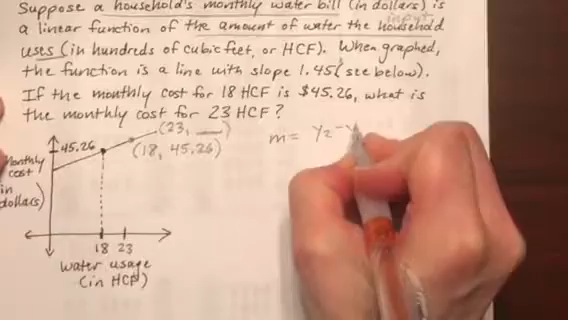 Suppose a household's monthly water bill (in dollars) is
a linear function of the amount of water the household
input
uses (in hundreds of cubic feet, or HCF). When graphed,
the function is a line with slope 1.45 (see below).
If the monthly cost for 18 HCF is $45.26, what is
the monthly cost for 23 HCF?
(23, __)
m = y2 - y
45.26
(18, 45.26)
Monthly
cost
in
dollars)
18 23
Water usage
(in HCF)